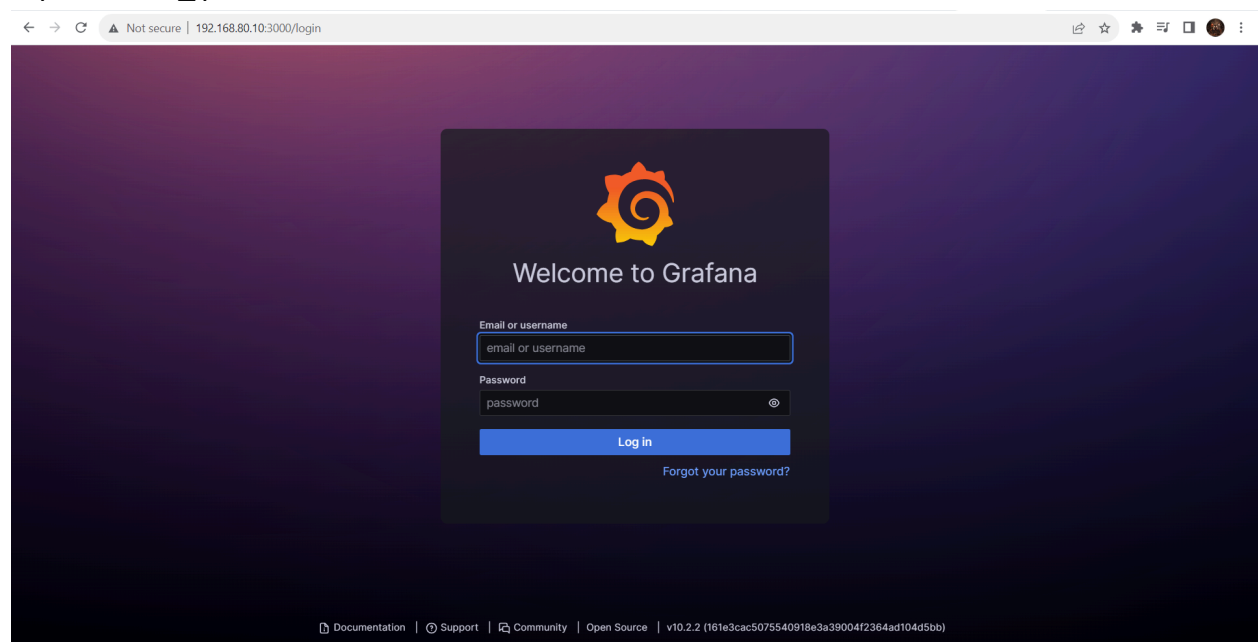 Not secure | 192.168.80.10:3000/login
Welcome to Grafana
Email or username
email or username
Password
password
Log in
Forgot your password?
Documentation | Support | Community | Open Source | v10.2.2 (161e3cac5075540918e3a39004f2364ad104d5bb)